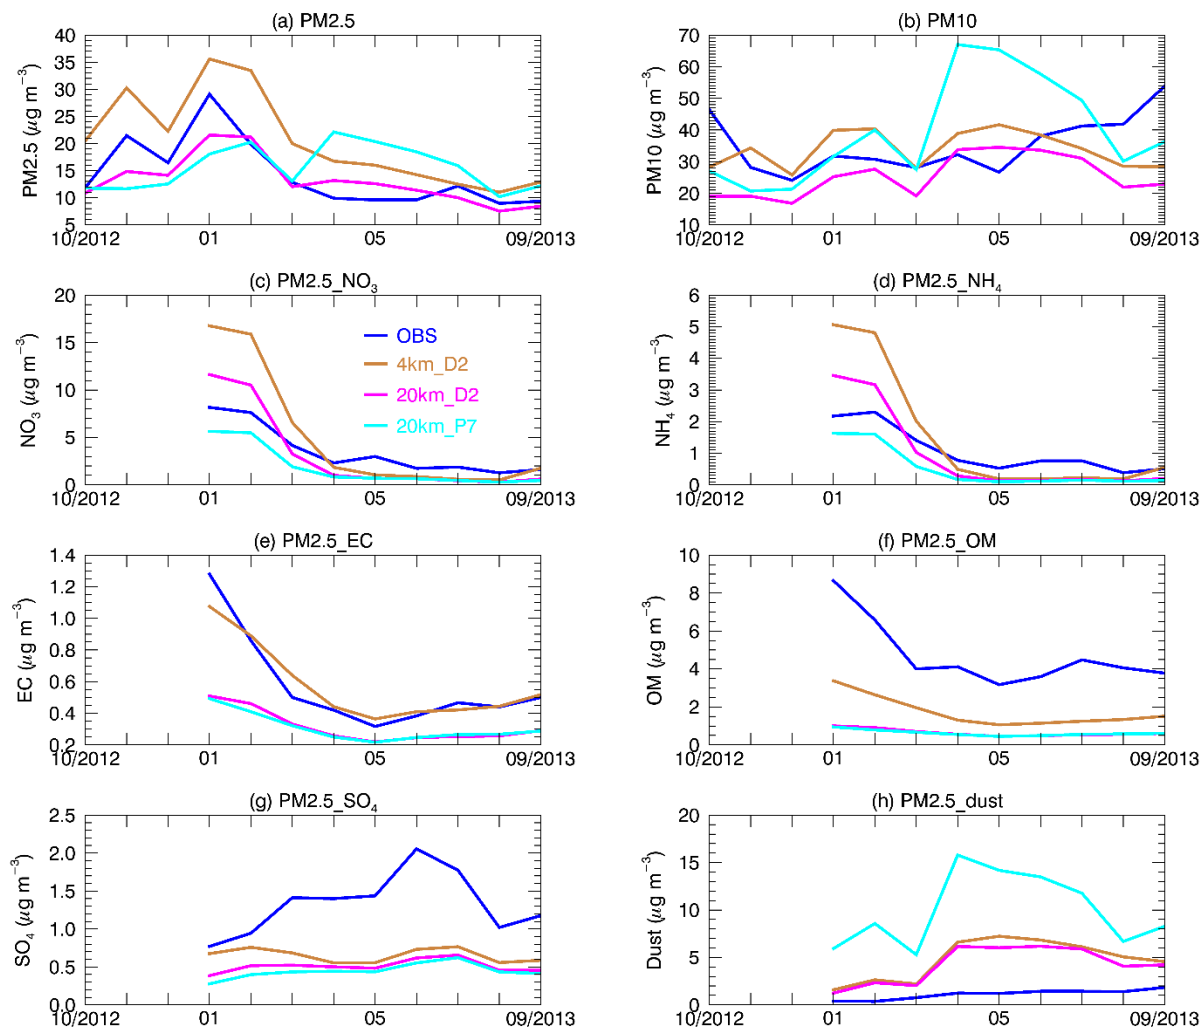 (a) PM2.5
PM2.5 (μg m⁻³)
40
35
30
25
20
15
10
5
10/2012 01 05 09/2013
(b) PM10
PM10 (μg m⁻³)
70
60
50
40
30
20
10
10/2012 01 05 09/2013
(c) PM2.5_NO₃
NO₃ (μg m⁻³)
20
15
10
5
0
10/2012 01 05 09/2013
OBS
4km_D2
20km_D2
20km_P7
(d) PM2.5_NH₄
NH₄ (μg m⁻³)
6
5
4
3
2
1
0
10/2012 01 05 09/2013
(e) PM2.5_EC
EC (μg m⁻³)
1.4
1.2
1.0
0.8
0.6
0.4
0.2
10/2012 01 05 09/2013
(f) PM2.5_OM
OM (μg m⁻³)
10
8
6
4
2
0
10/2012 01 05 09/2013
(g) PM2.5_SO₄
SO₄ (μg m⁻³)
2.5
2.0
1.5
1.0
0.5
0.0
10/2012 01 05 09/2013
(h) PM2.5_dust
Dust (μg m⁻³)
20
15
10
5
0
10/2012 01 05 09/2013